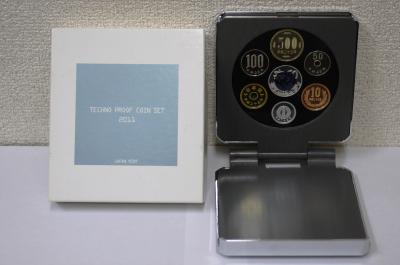 TECHNO PROOF COIN SET
2011
JAPAN MINT
500
100
50
10